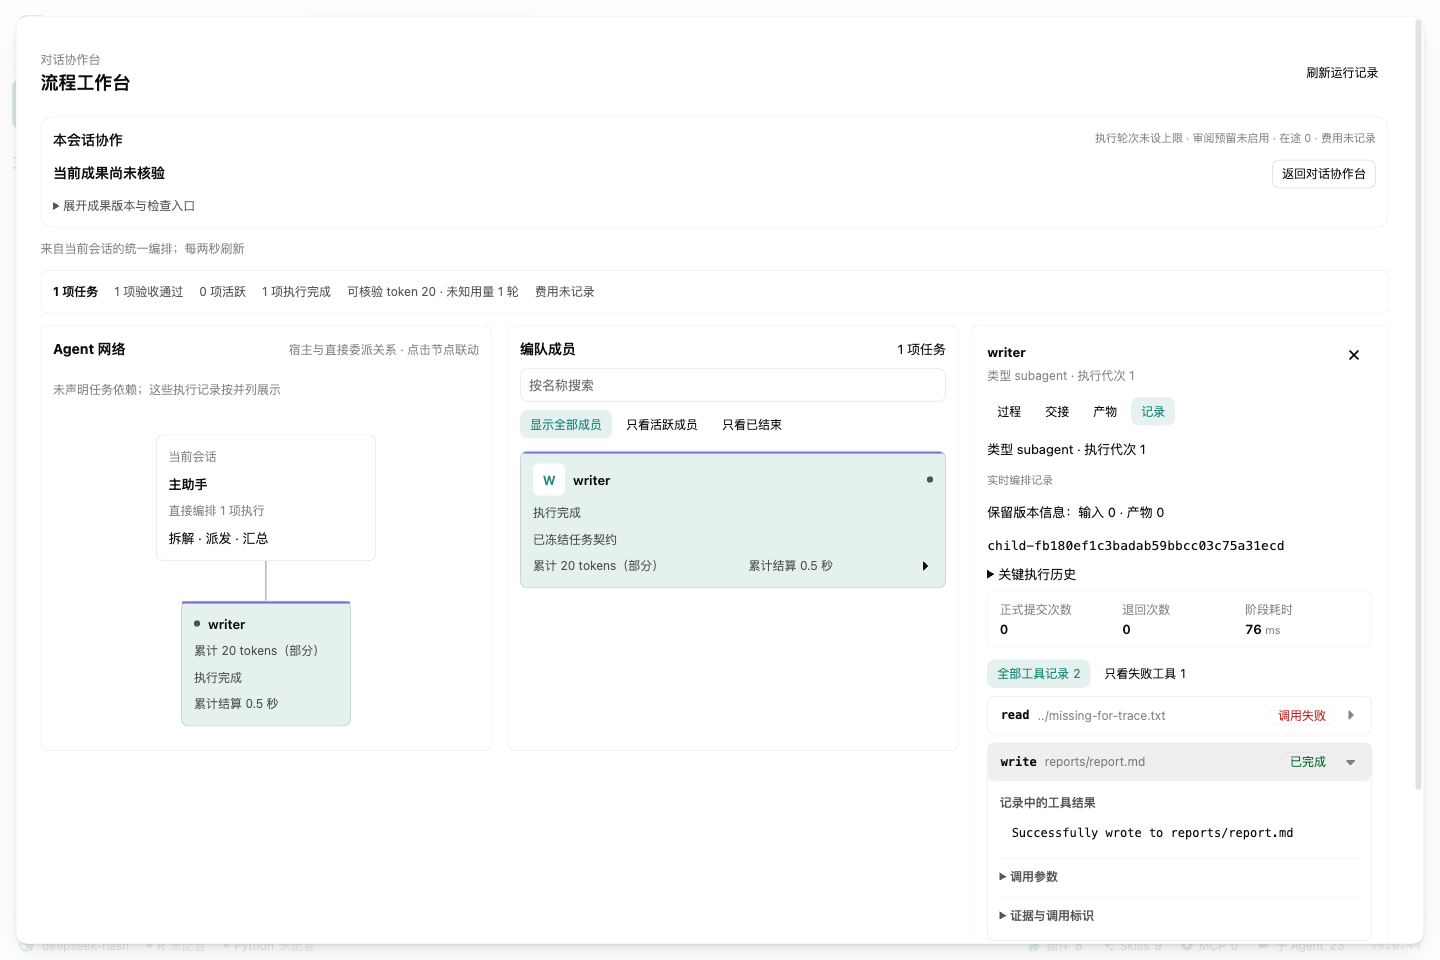 对话协作台
流程工作台
刷新运行记录
本会话协作
执行轮次未设上限 · 审阅预留未启用 · 在途 0 · 费用未记录
当前成果尚未核验
返回对话协作台
展开成果版本与检查入口
来自当前会话的统一编排；每两秒刷新
1 项任务 1 项验收通过 0 项活跃 1 项执行完成 可核验 token 20 · 未知用量 1 轮 费用未记录
Agent 网络
宿主与直接委派关系 · 点击节点联动
未声明任务依赖；这些执行记录按并列展示
当前会话
主助手
直接编排 1 项执行
拆解 · 派发 · 汇总
writer
累计 20 tokens（部分）
执行完成
累计结算 0.5 秒
编队成员
1 项任务
按名称搜索
显示全部成员 只看活跃成员 只看已结束
W writer
执行完成
已冻结任务契约
累计 20 tokens（部分） 累计结算 0.5 秒
writer
类型 subagent · 执行代次 1
过程 交接 产物 记录
类型 subagent · 执行代次 1
实时编排记录
保留版本信息：输入 0 · 产物 0
child-fb180ef1c3badab59bbcc03c75a31ecd
关键执行历史
正式提交次数 退回次数 阶段耗时
0 0 76 ms
全部工具记录 2 只看失败工具 1
read ../missing-for-trace.txt 调用失败
write reports/report.md 已完成
记录中的工具结果
Successfully wrote to reports/report.md
调用参数
证据与调用标识
deepseek-flash R 未配置 Python 未配置 插件 8 Skills 9 MCP 0 子 Agent 23